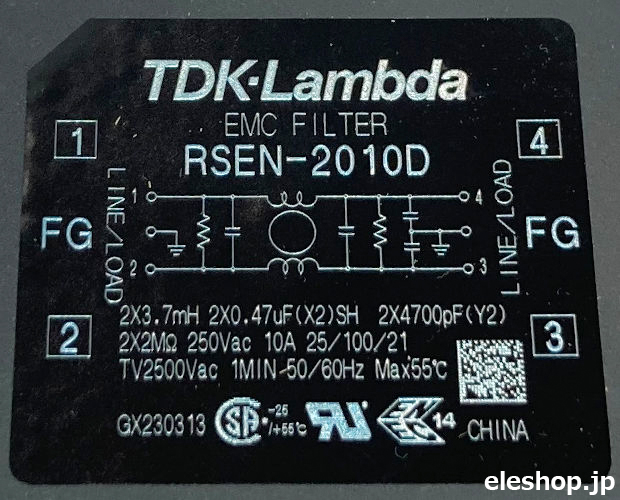 TDK·Lambda
EMC FILTER
RSEN-2010D
1
4
LINE/LOAD
LINE/LOAD
1
4
FG
FG
2
3
2
3
2X3.7mH 2X0.47uF(X2)SH 2X4700pF(Y2)
2X2MΩ 250Vac 10A 25/100/21
TV2500Vac 1MIN-50/60Hz Max55℃
GX230313
SA
-25
/+55℃
14
CHINA
eleshop.jp